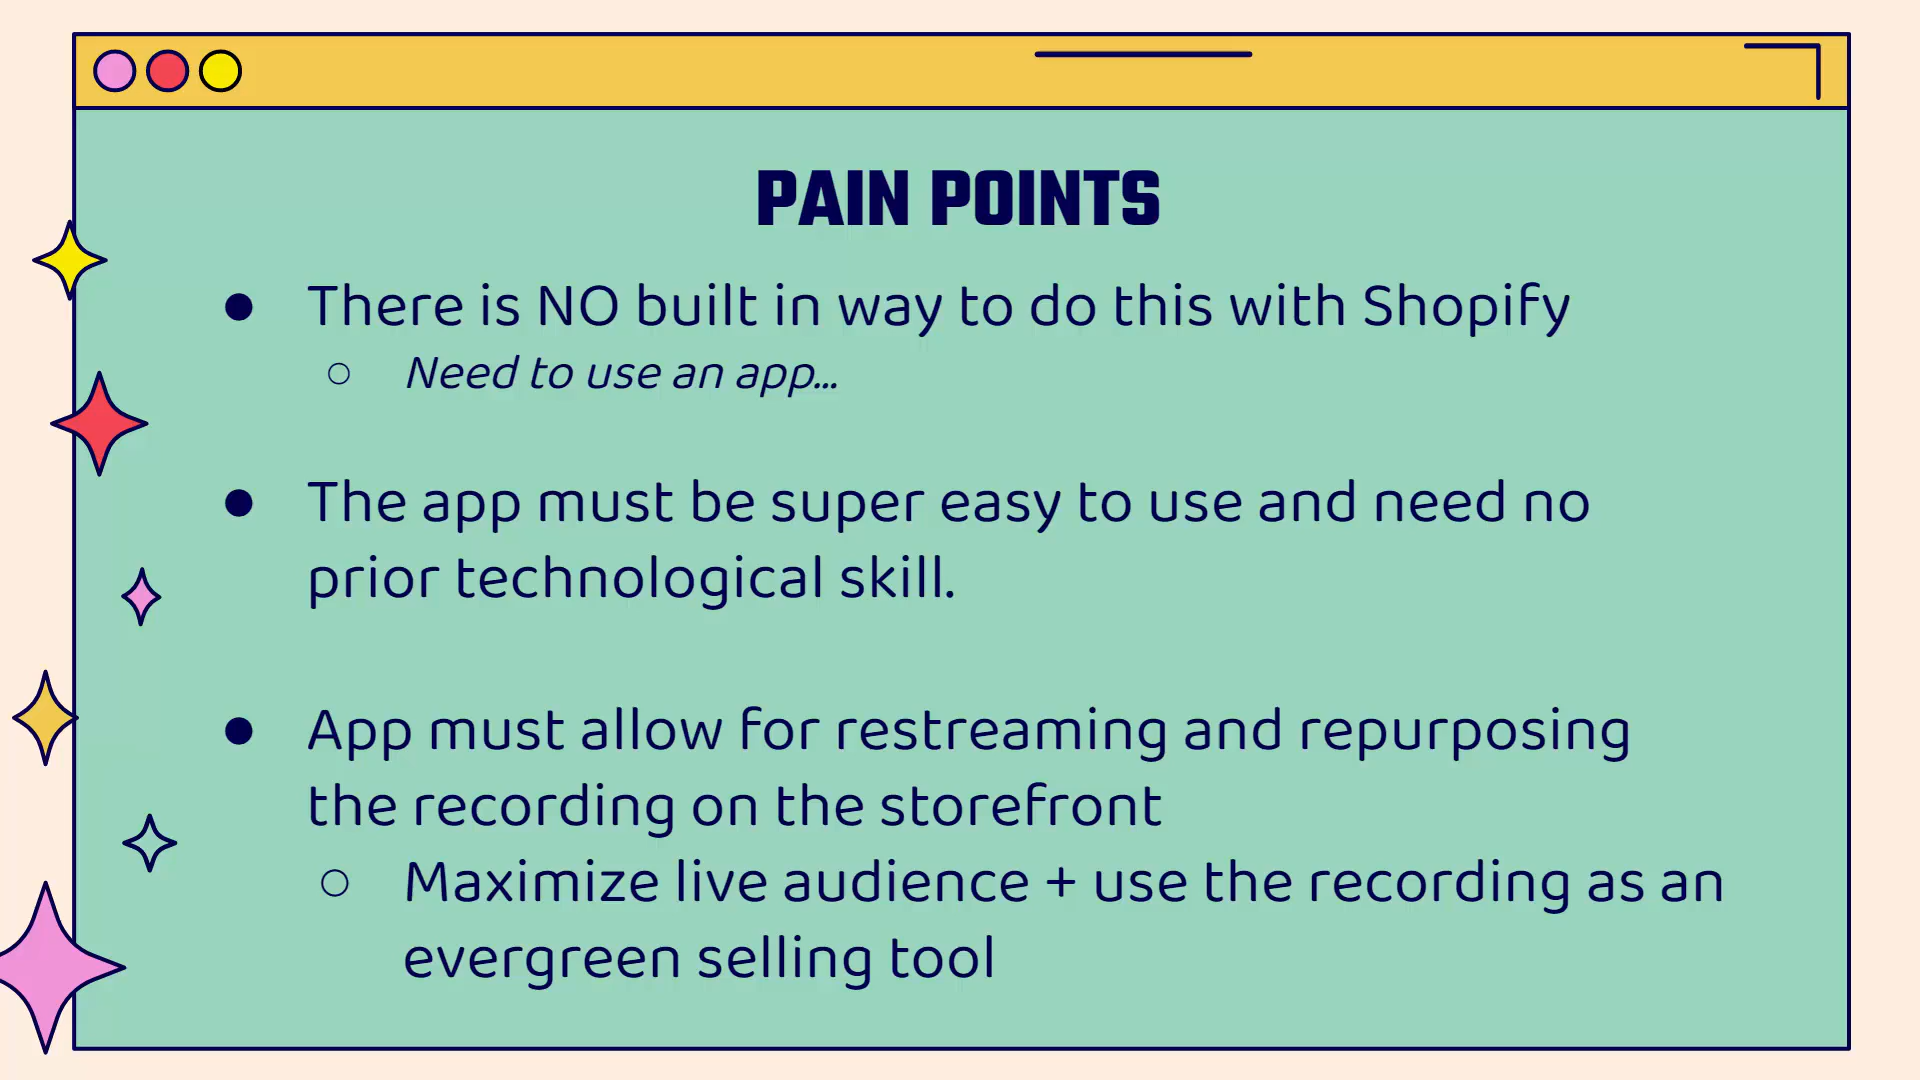 PAIN POINTS
● There is NO built in way to do this with Shopify
○ Need to use an app...
● The app must be super easy to use and need no
prior technological skill.
● App must allow for restreaming and repurposing
the recording on the storefront
○ Maximize live audience + use the recording as an
evergreen selling tool